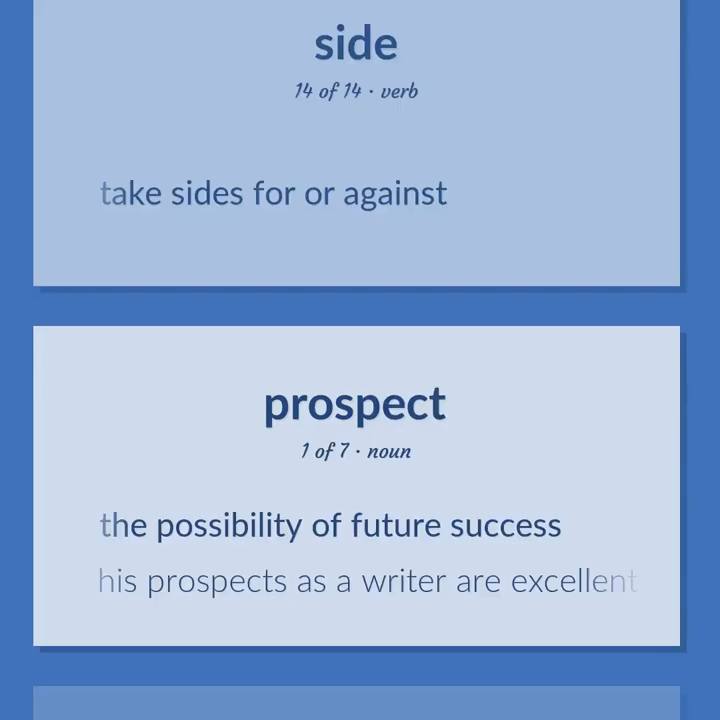 side
14 of 14 · verb
take sides for or against
prospect
1 of 7 · noun
the possibility of future success
his prospects as a writer are excellent